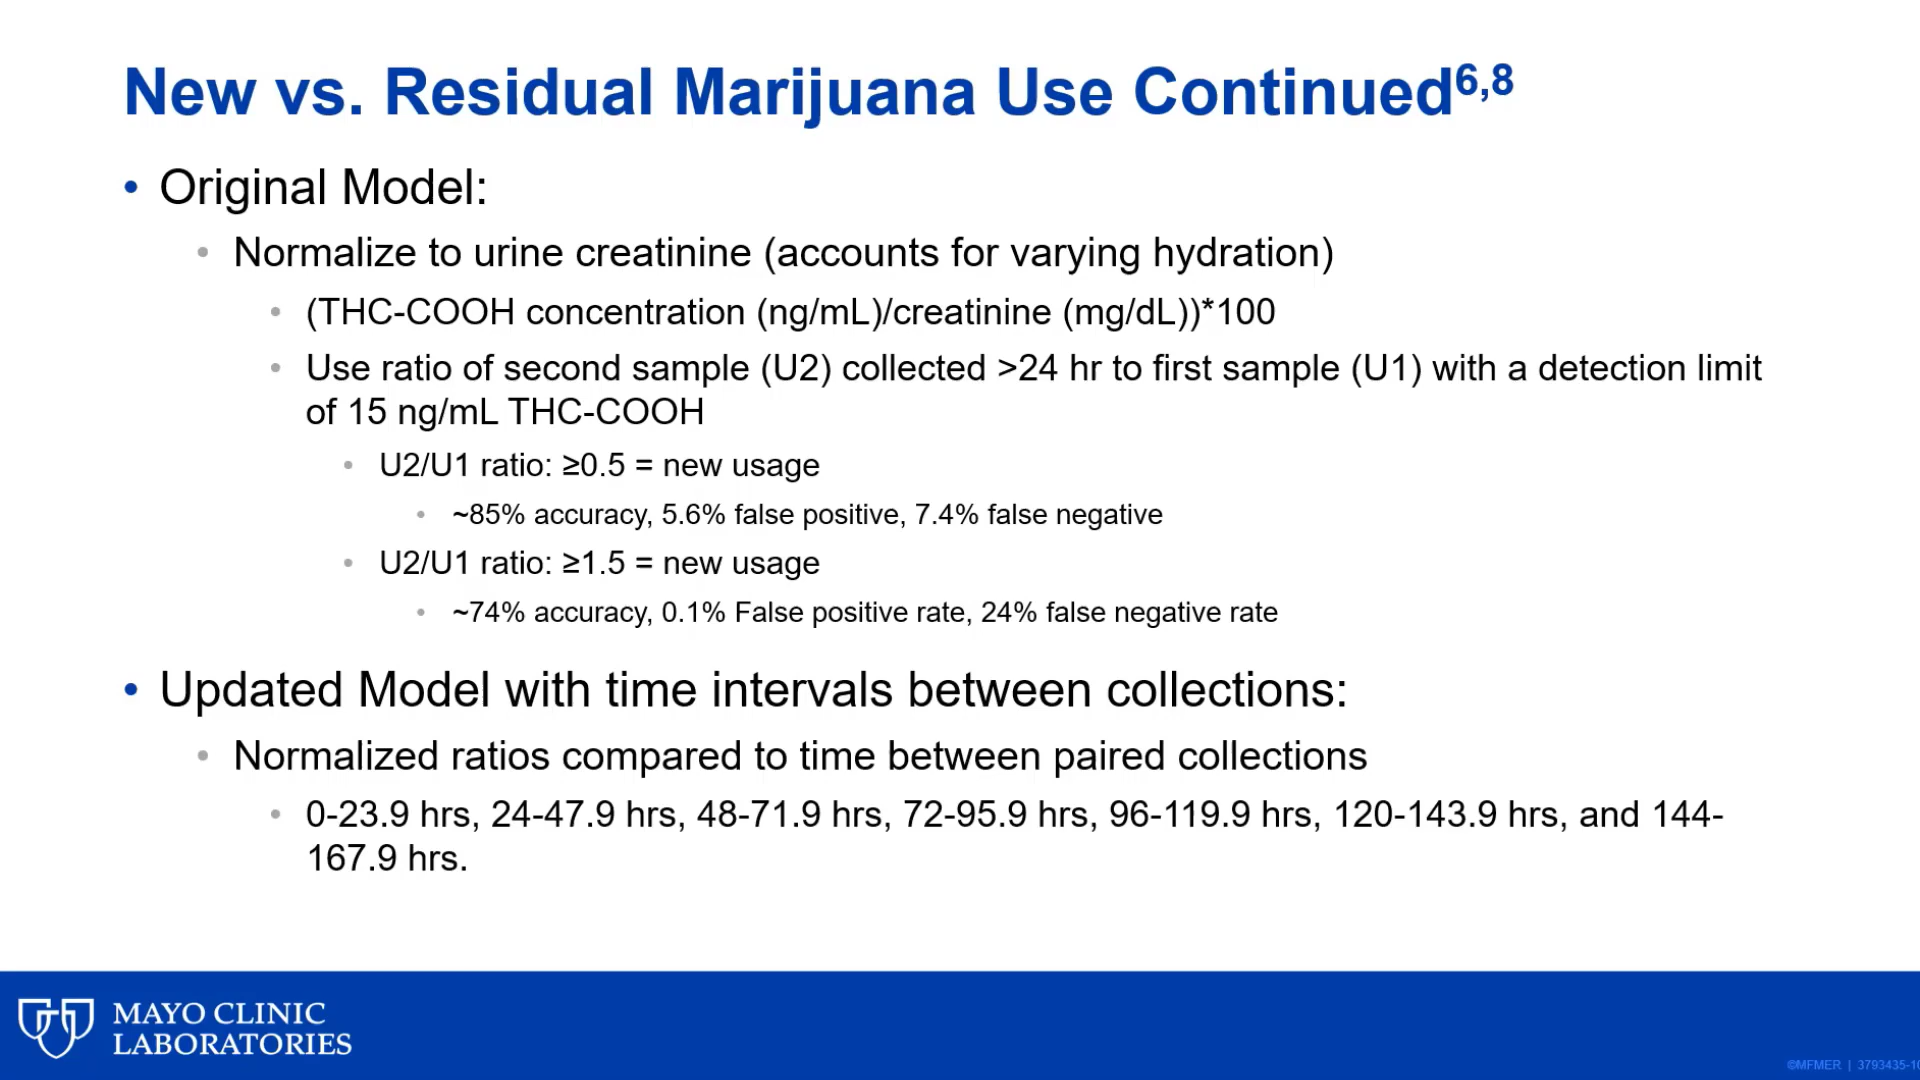 New vs. Residual Marijuana Use Continued6,8
• Original Model:
• Normalize to urine creatinine (accounts for varying hydration)
• (THC-COOH concentration (ng/mL)/creatinine (mg/dL))*100
• Use ratio of second sample (U2) collected >24 hr to first sample (U1) with a detection limit
of 15 ng/mL THC-COOH
• U2/U1 ratio: ≥0.5 = new usage
• ~85% accuracy, 5.6% false positive, 7.4% false negative
• U2/U1 ratio: ≥1.5 = new usage
• ~74% accuracy, 0.1% False positive rate, 24% false negative rate
• Updated Model with time intervals between collections:
• Normalized ratios compared to time between paired collections
• 0-23.9 hrs, 24-47.9 hrs, 48-71.9 hrs, 72-95.9 hrs, 96-119.9 hrs, 120-143.9 hrs, and 144-
167.9 hrs.
MAYO CLINIC
LABORATORIES
©MFMER | 3793435-